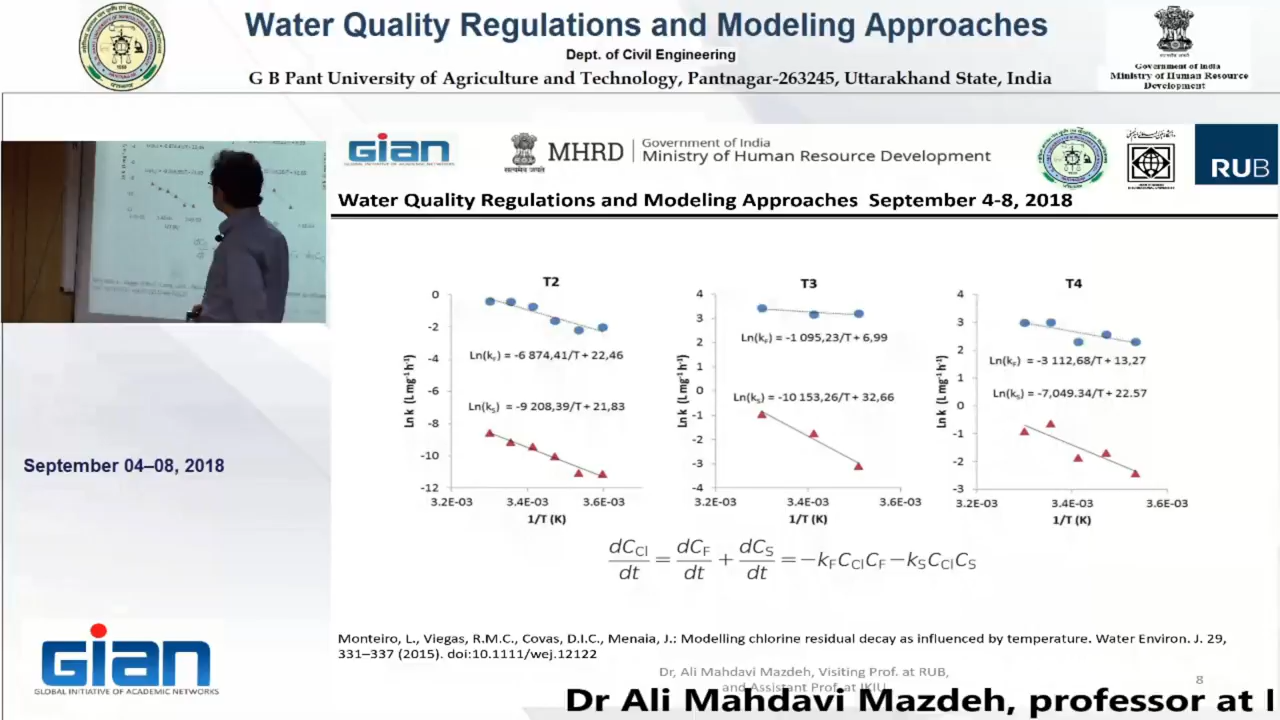 Water Quality Regulations and Modeling Approaches
Dept. of Civil Engineering
G B Pant University of Agriculture and Technology, Pantnagar-263245, Uttarakhand State, India
Government of India
Ministry of Human Resource
Development
Gian
GLOBAL INITIATIVE OF ACADEMIC NETWORKS
सत्यमेव जयते
MHRD
Government of India
Ministry of Human Resource Development
RUB
Water Quality Regulations and Modeling Approaches September 4-8, 2018
T2
0
-2
-4
-6
-8
-10
-12
Ln k (L mg⁻¹ h⁻¹)
Ln(k_F) = -6 874,41/T + 22,46
Ln(k_S) = -9 208,39/T + 21,83
3.2E-03 3.4E-03 3.6E-03
1/T (K)
T3
4
3
2
1
0
-1
-2
-3
-4
Ln k (L mg⁻¹ h⁻¹)
Ln(k_F) = -1 095,23/T + 6,99
Ln(k_S) = -10 153,26/T + 32,66
3.2E-03 3.4E-03 3.6E-03
1/T (K)
T4
4
3
2
1
0
-1
-2
-3
Ln k (L mg⁻¹ h⁻¹)
Ln(k_F) = -3 112,68/T + 13,27
Ln(k_S) = -7,049.34/T + 22.57
3.2E-03 3.4E-03 3.6E-03
1/T (K)
dC_Cl/dt = dC_F/dt + dC_S/dt = −k_F C_Cl C_F − k_S C_Cl C_S
September 04–08, 2018
Monteiro, L., Viegas, R.M.C., Covas, D.I.C., Menaia, J.: Modelling chlorine residual decay as influenced by temperature. Water Environ. J. 29,
331–337 (2015). doi:10.1111/wej.12122
Gian
GLOBAL INITIATIVE OF ACADEMIC NETWORKS
Dr, Ali Mahdavi Mazdeh, Visiting Prof. at RUB,
and Assistant Prof. at IKIU
8
Dr Ali Mahdavi Mazdeh, professor at I